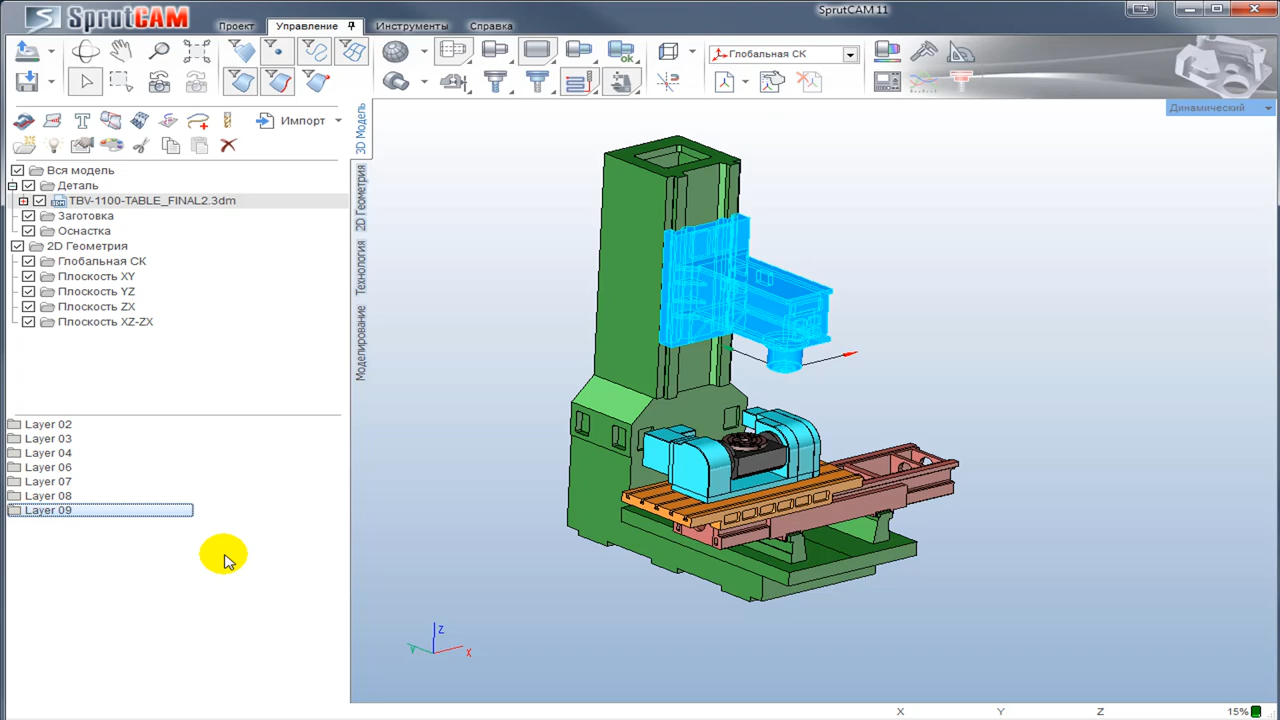 SprutCAM
SprutCAM 11
Проект
Управление
Инструменты
Справка
Глобальная СК
Импорт
3D Модель
2D Геометрия
Технология
Моделирование
Динамический
Вся модель
Деталь
TBV-1100-TABLE_FINAL2.3dm
Заготовка
Оснастка
2D Геометрия
Глобальная СК
Плоскость XY
Плоскость YZ
Плоскость ZX
Плоскость XZ-ZX
Layer 02
Layer 03
Layer 04
Layer 06
Layer 07
Layer 08
Layer 09
Z
Y
X
X Y Z 15%